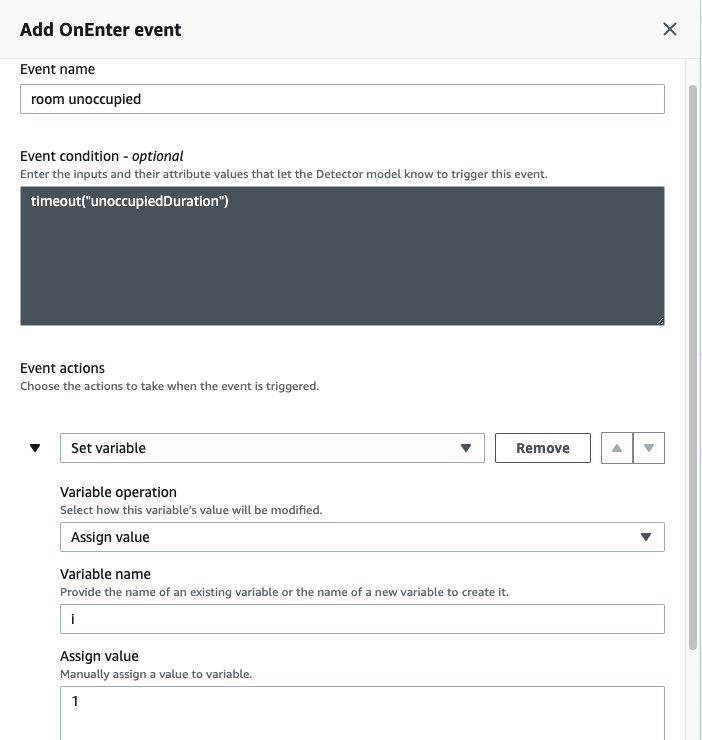 Add OnEnter event
Event name
room unoccupied
Event condition - optional
Enter the inputs and their attribute values that let the Detector model know to trigger this event.
timeout("unoccupiedDuration")
Event actions
Choose the actions to take when the event is triggered.
Set variable
Remove
Variable operation
Select how this variable's value will be modified.
Assign value
Variable name
Provide the name of an existing variable or the name of a new variable to create it.
i
Assign value
Manually assign a value to variable.
1